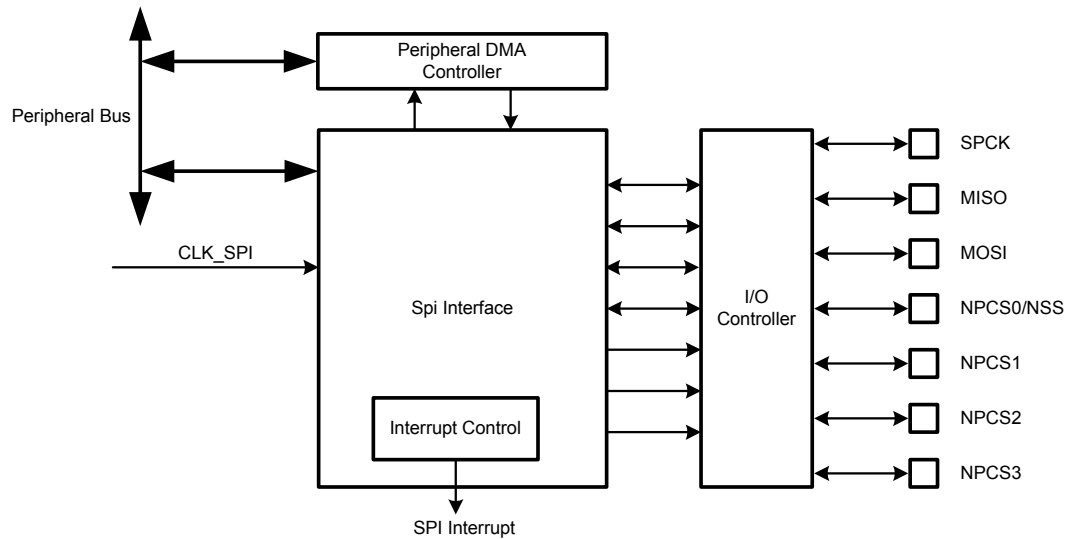 Peripheral DMA
Controller
Peripheral Bus
CLK_SPI
Spi Interface
Interrupt Control
SPI Interrupt
I/O
Controller
SPCK
MISO
MOSI
NPCS0/NSS
NPCS1
NPCS2
NPCS3